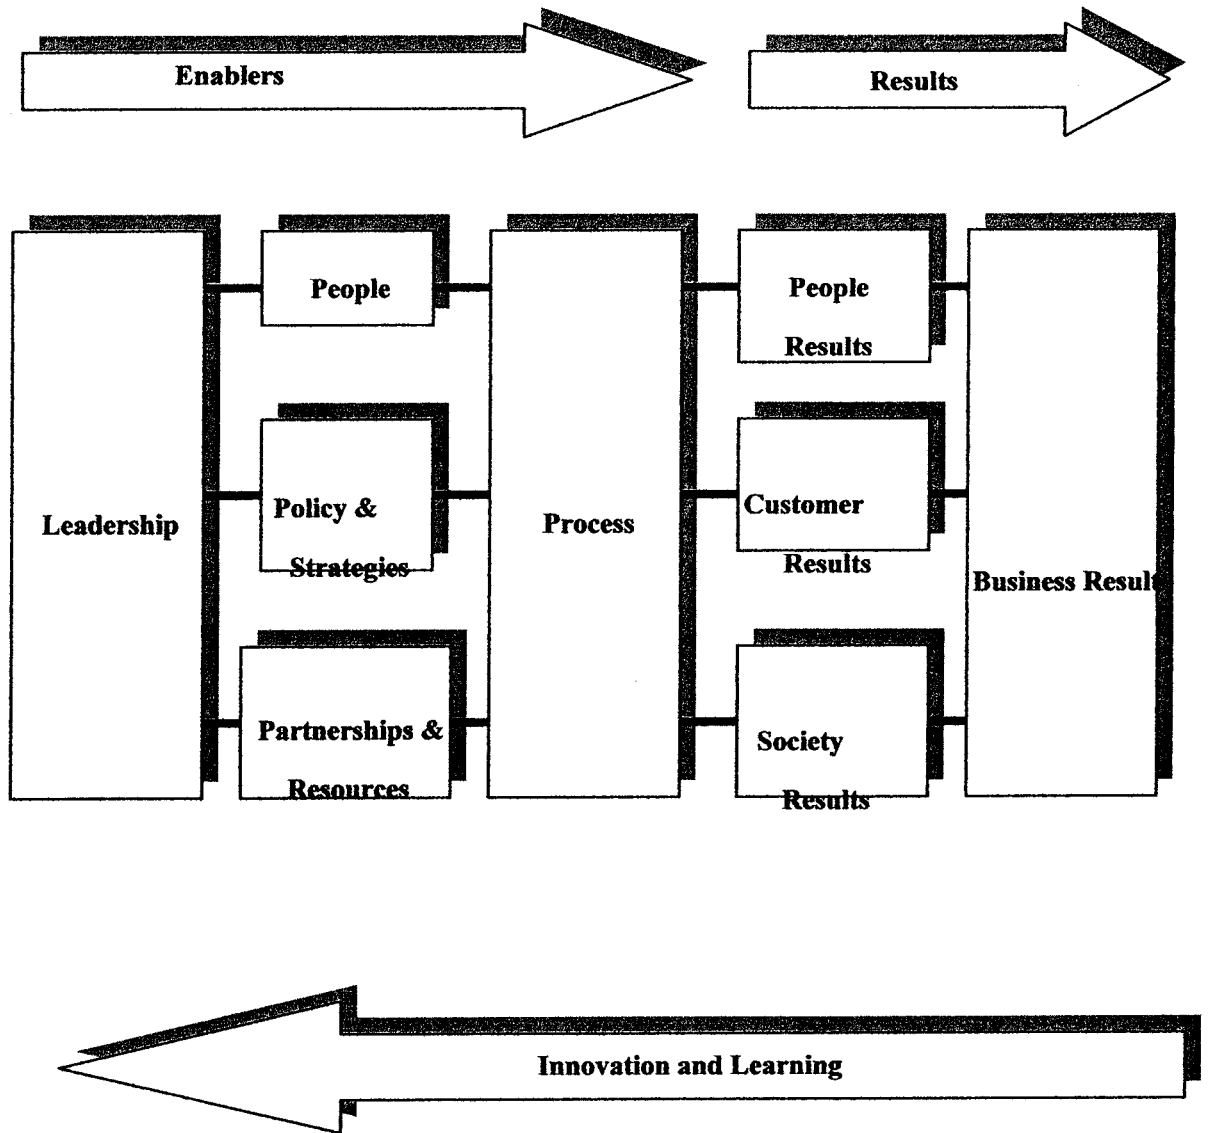 Enablers
Results
People
People
Results
Leadership
Policy &
Strategies
Process
Customer
Results
Business Result
Partnerships &
Resources
Society
Results
Innovation and Learning